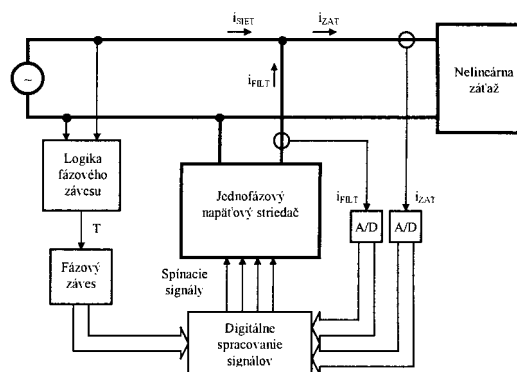 iSIET
iZAT
~
iFILT
Nelineárna
záťaž
Logika
fázového
závesu
Jednofázový
napäťový striedač
iFILT
iZAT
A/D
A/D
T
Fázový
záves
Spínacie
signály
Digitálne
spracovanie
signálov